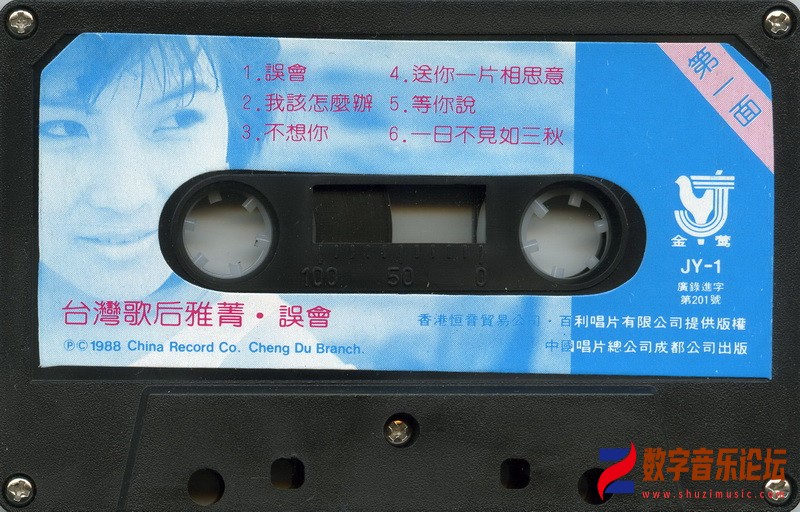 1.誤會
2.我該怎麼辦
3.不想你
4.送你一片相思意
5.等你說
6.一日不見如三秋
第一面
金鶯
JY-1
廣錄進字
第201號
100 50 0
台灣歌后雅菁·誤會
香港恒音貿易公司·百利唱片有限公司提供版權
ⓅⒸ1988 China Record Co. Cheng Du Branch.
中國唱片總公司成都公司出版
数字音乐论坛
www.shuzimusic.com